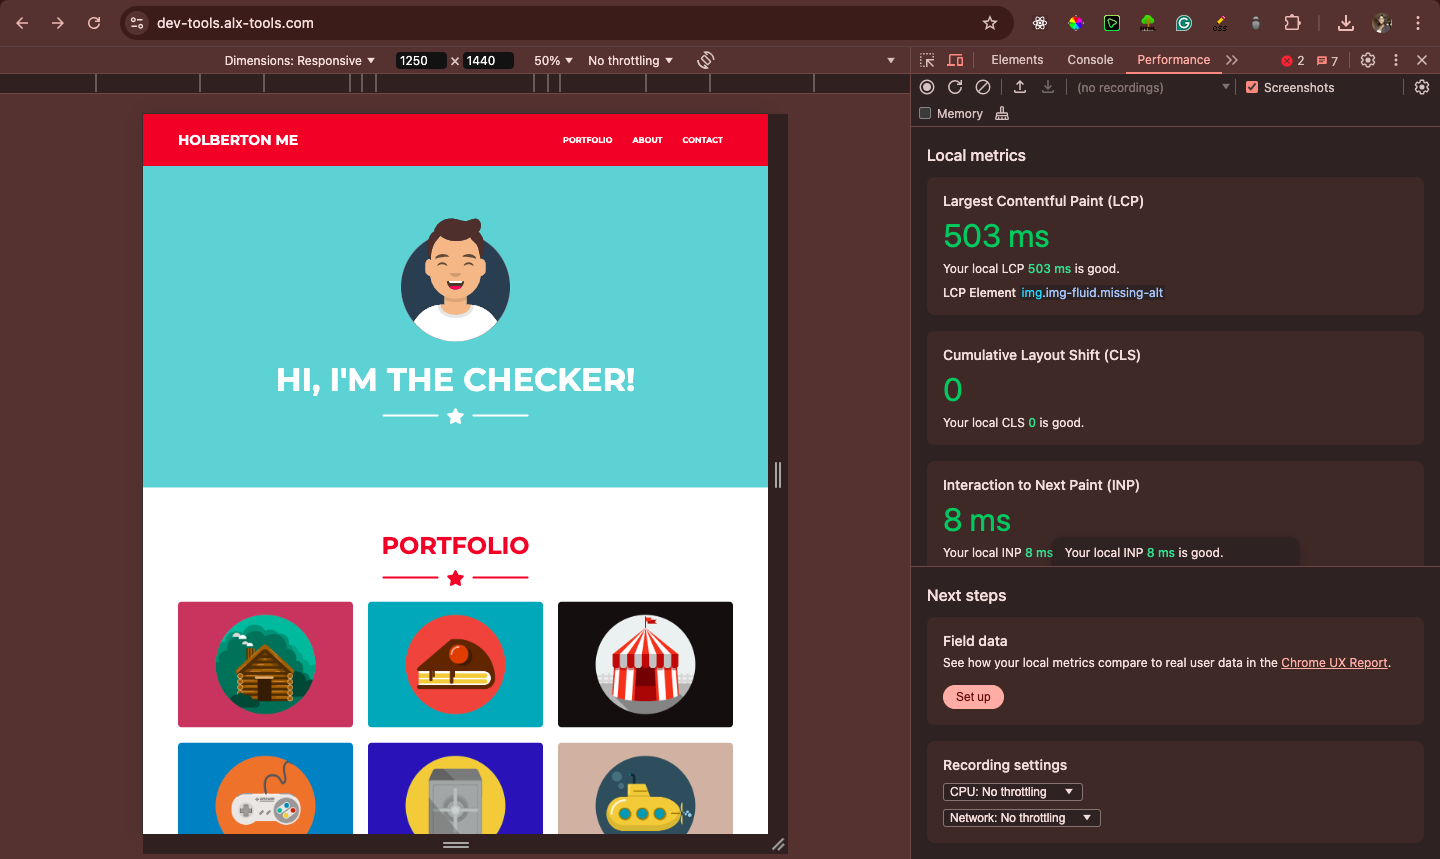 dev-tools.alx-tools.com
Dimensions: Responsive 1250 × 1440 50% No throttling
Elements Console Performance 2 7
(no recordings) Screenshots
Memory
HOLBERTON ME PORTFOLIO ABOUT CONTACT
HI, I'M THE CHECKER!
PORTFOLIO
Local metrics
Largest Contentful Paint (LCP)
503 ms
Your local LCP 503 ms is good.
LCP Element img.img-fluid.missing-alt
Cumulative Layout Shift (CLS)
0
Your local CLS 0 is good.
Interaction to Next Paint (INP)
8 ms
Your local INP 8 ms
Your local INP 8 ms is good.
Next steps
Field data
See how your local metrics compare to real user data in the Chrome UX Report.
Set up
Recording settings
CPU: No throttling
Network: No throttling